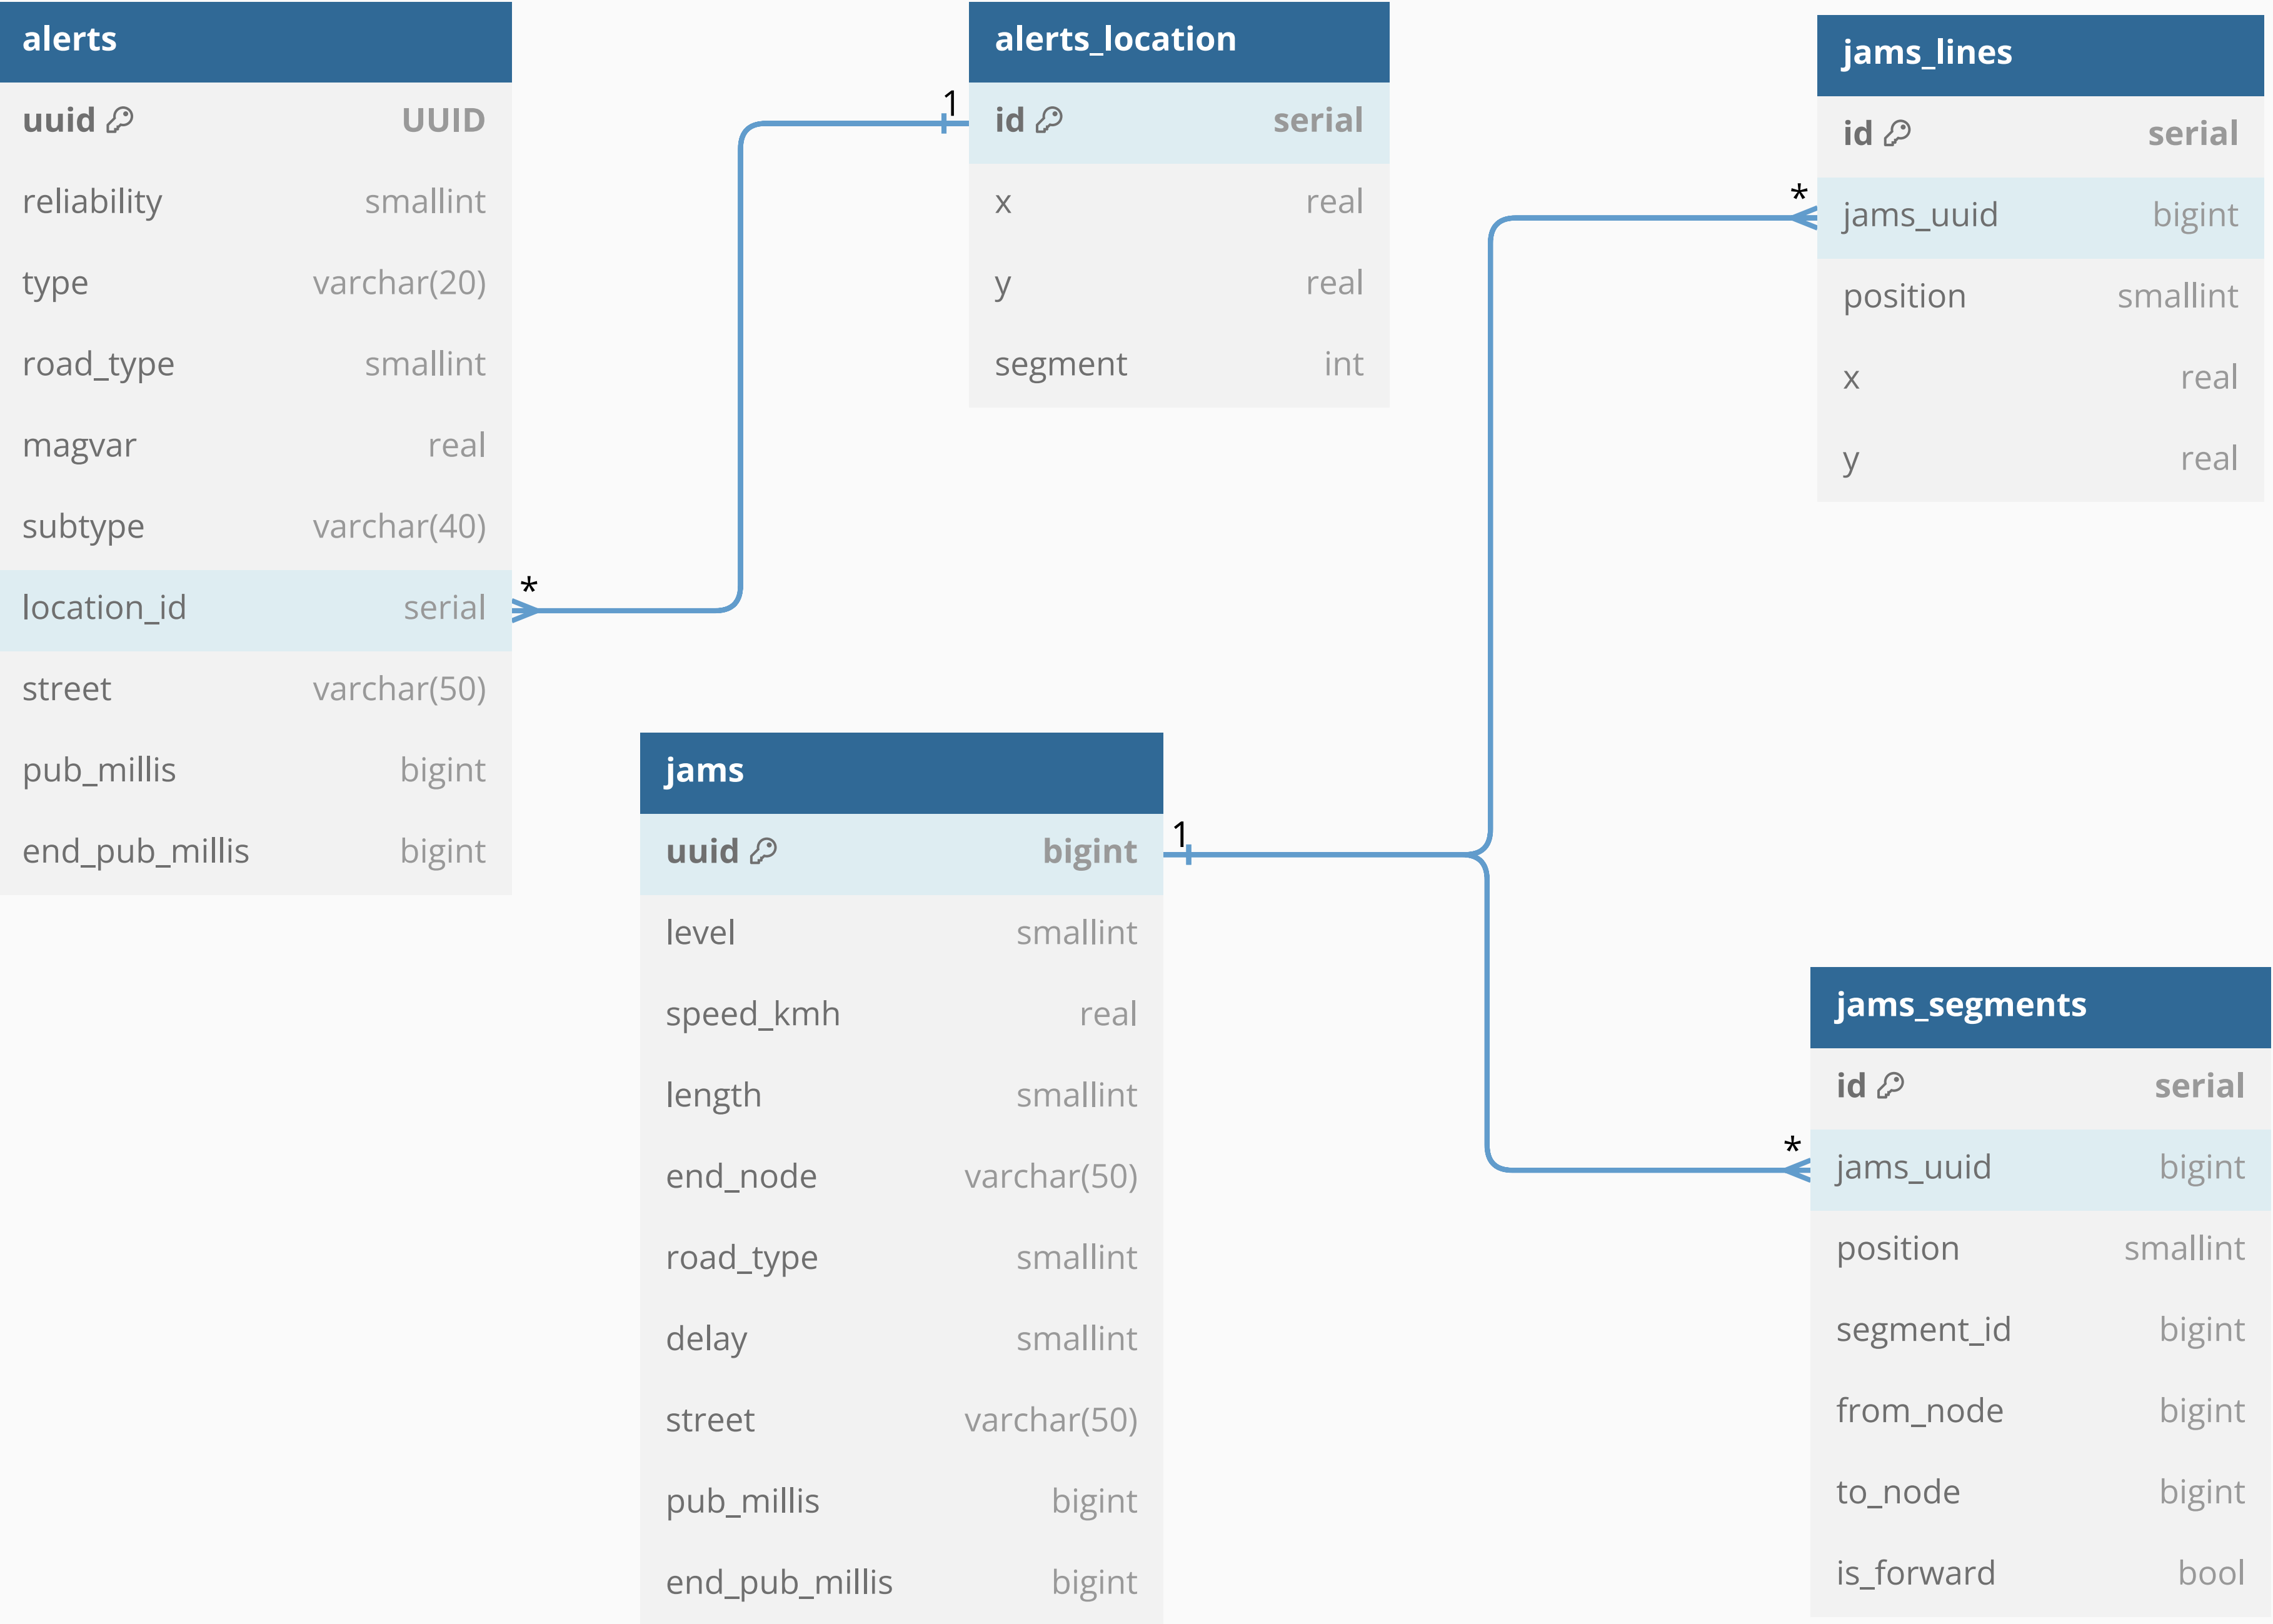 alerts
uuid UUID
reliability smallint
type varchar(20)
road_type smallint
magvar real
subtype varchar(40)
location_id serial
street varchar(50)
pub_millis bigint
end_pub_millis bigint
*
1
alerts_location
id serial
x real
y real
segment int
jams
uuid bigint
level smallint
speed_kmh real
length smallint
end_node varchar(50)
road_type smallint
delay smallint
street varchar(50)
pub_millis bigint
end_pub_millis bigint
1
*
jams_lines
id serial
jams_uuid bigint
position smallint
x real
y real
*
jams_segments
id serial
jams_uuid bigint
position smallint
segment_id bigint
from_node bigint
to_node bigint
is_forward bool